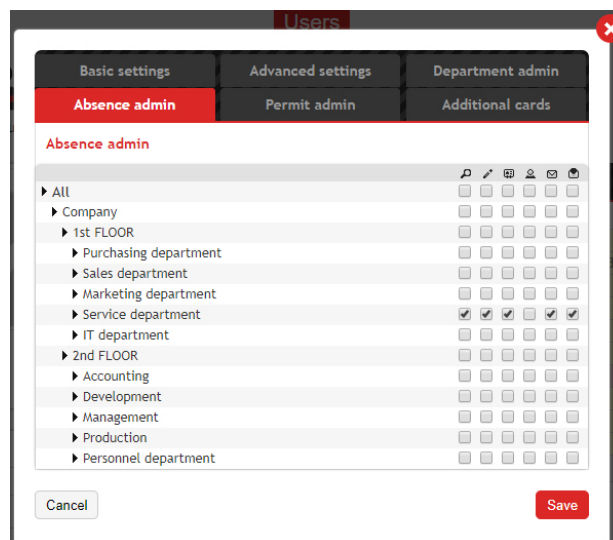 Users
Basic settings Advanced settings Department admin
Absence admin Permit admin Additional cards
Absence admin
All
Company
1st FLOOR
Purchasing department
Sales department
Marketing department
Service department
IT department
2nd FLOOR
Accounting
Development
Management
Production
Personnel department
Cancel Save